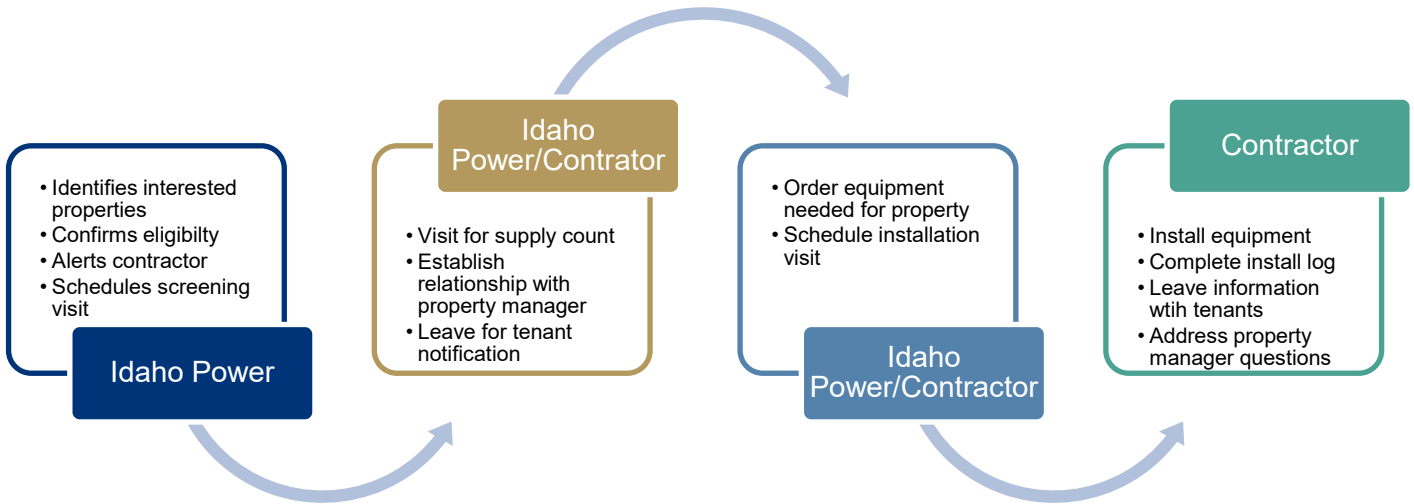 • Identifies interested
properties
• Confirms eligibilty
• Alerts contractor
• Schedules screening
visit
Idaho Power
Idaho
Power/Contrator
• Visit for supply count
• Establish
relationship with
property manager
• Leave for tenant
notification
• Order equipment
needed for property
• Schedule installation
visit
Idaho
Power/Contractor
Contractor
• Install equipment
• Complete install log
• Leave information
wtih tenants
• Address property
manager questions